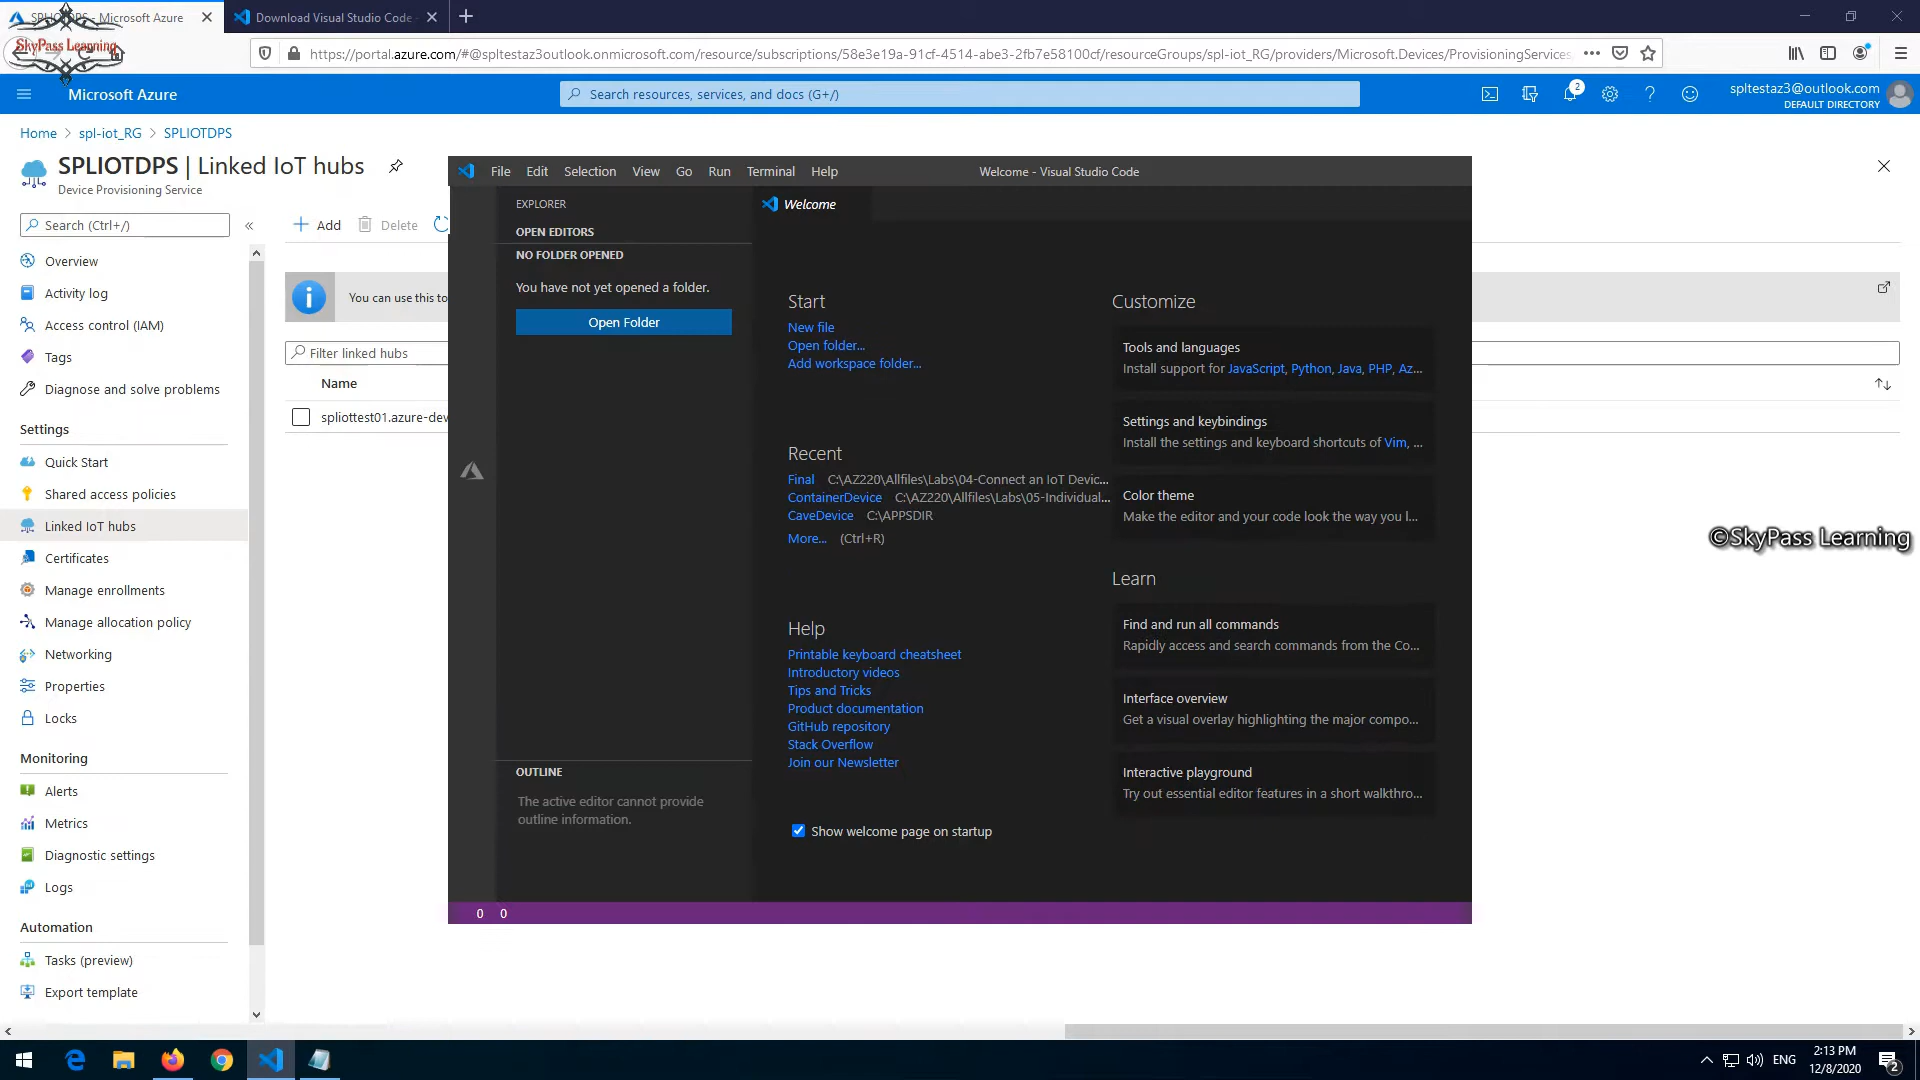 SPLIOTDPS - Microsoft Azure
Download Visual Studio Code
SkyPass Learning
https://portal.azure.com/#@spltestaz3outlook.onmicrosoft.com/resource/subscriptions/58e3e19a-91cf-4514-abe3-2fb7e58100cf/resourceGroups/spl-iot_RG/providers/Microsoft.Devices/ProvisioningServices
Microsoft Azure
Search resources, services, and docs (G+/)
2
spltestaz3@outlook.com
DEFAULT DIRECTORY
Home > spl-iot_RG > SPLIOTDPS
SPLIOTDPS | Linked IoT hubs
Device Provisioning Service
Search (Ctrl+/)
«
Add
Delete
Overview
Activity log
Access control (IAM)
Tags
Diagnose and solve problems
Settings
Quick Start
Shared access policies
Linked IoT hubs
Certificates
Manage enrollments
Manage allocation policy
Networking
Properties
Locks
Monitoring
Alerts
Metrics
Diagnostic settings
Logs
Automation
Tasks (preview)
Export template
You can use this to
Filter linked hubs
Name
spliottest01.azure-dev
File Edit Selection View Go Run Terminal Help
Welcome - Visual Studio Code
EXPLORER
OPEN EDITORS
NO FOLDER OPENED
You have not yet opened a folder.
Open Folder
OUTLINE
The active editor cannot provide
outline information.
Welcome
Start
New file
Open folder...
Add workspace folder...
Recent
Final C:\AZ220\Allfiles\Labs\04-Connect an IoT Devic...
ContainerDevice C:\AZ220\Allfiles\Labs\05-Individual...
CaveDevice C:\APPSDIR
More... (Ctrl+R)
Help
Printable keyboard cheatsheet
Introductory videos
Tips and Tricks
Product documentation
GitHub repository
Stack Overflow
Join our Newsletter
Show welcome page on startup
Customize
Tools and languages
Install support for JavaScript, Python, Java, PHP, Az...
Settings and keybindings
Install the settings and keyboard shortcuts of Vim, ...
Color theme
Make the editor and your code look the way you l...
Learn
Find and run all commands
Rapidly access and search commands from the Co...
Interface overview
Get a visual overlay highlighting the major compo...
Interactive playground
Try out essential editor features in a short walkthro...
0 0
©SkyPass Learning
ENG
2:13 PM
12/8/2020
2